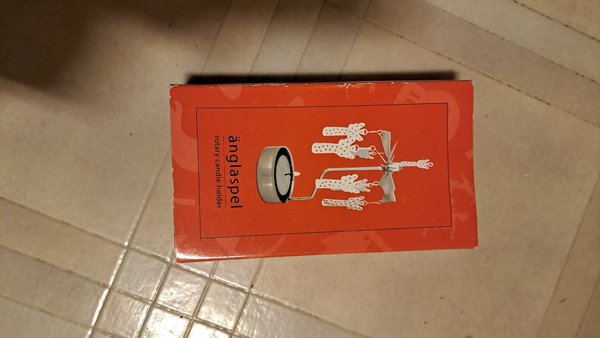 änglaspel
rotary candle holder